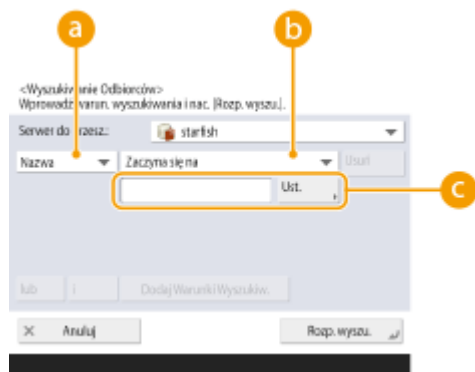 a b
<Wyszukiwanie Odbiorców>
Wprowadź warun. wyszukiwania i nac. [Rozp. wyszu.].
Serwer do przesz.: starfish
Nazwa Zaczyna się na Usuń
Ust. c
lub i Dodaj Warunki Wyszukiw.
Anuluj Rozp. wyszu.